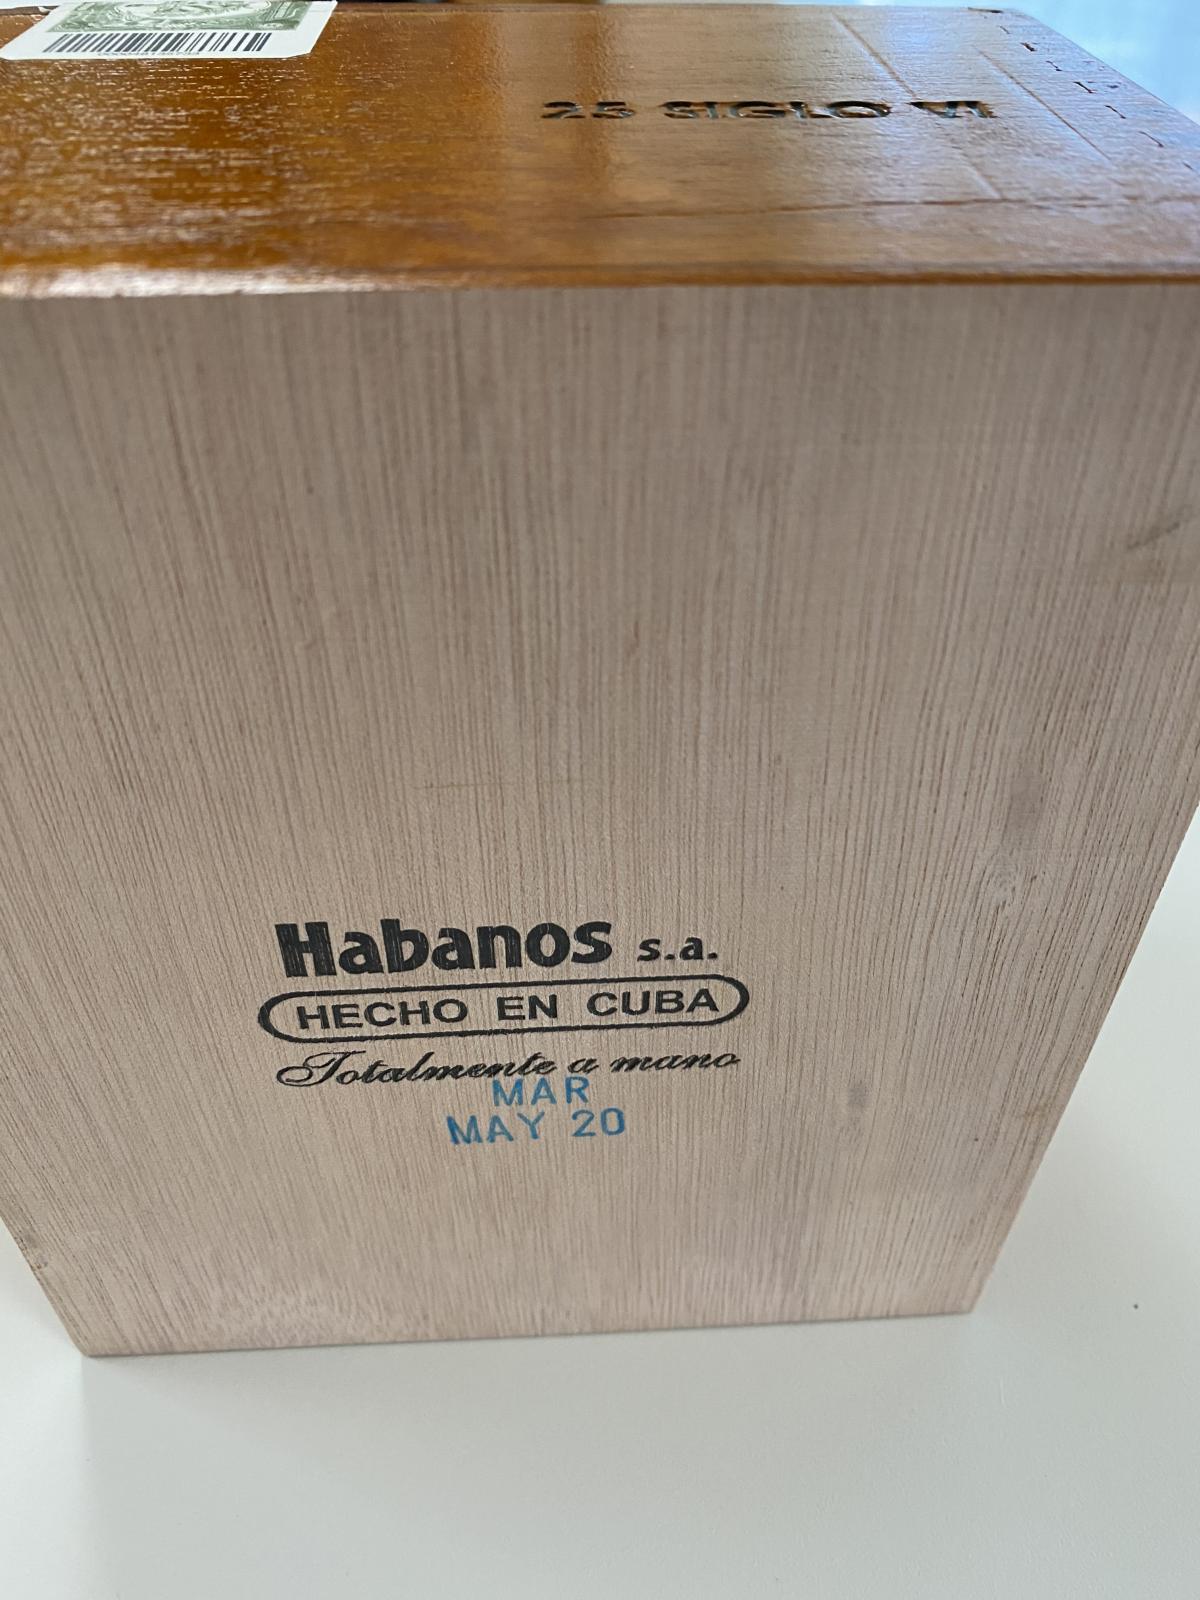 25 SIGLO VI
Habanos s.a.
HECHO EN CUBA
Totalmente a mano
MAR
MAY 20